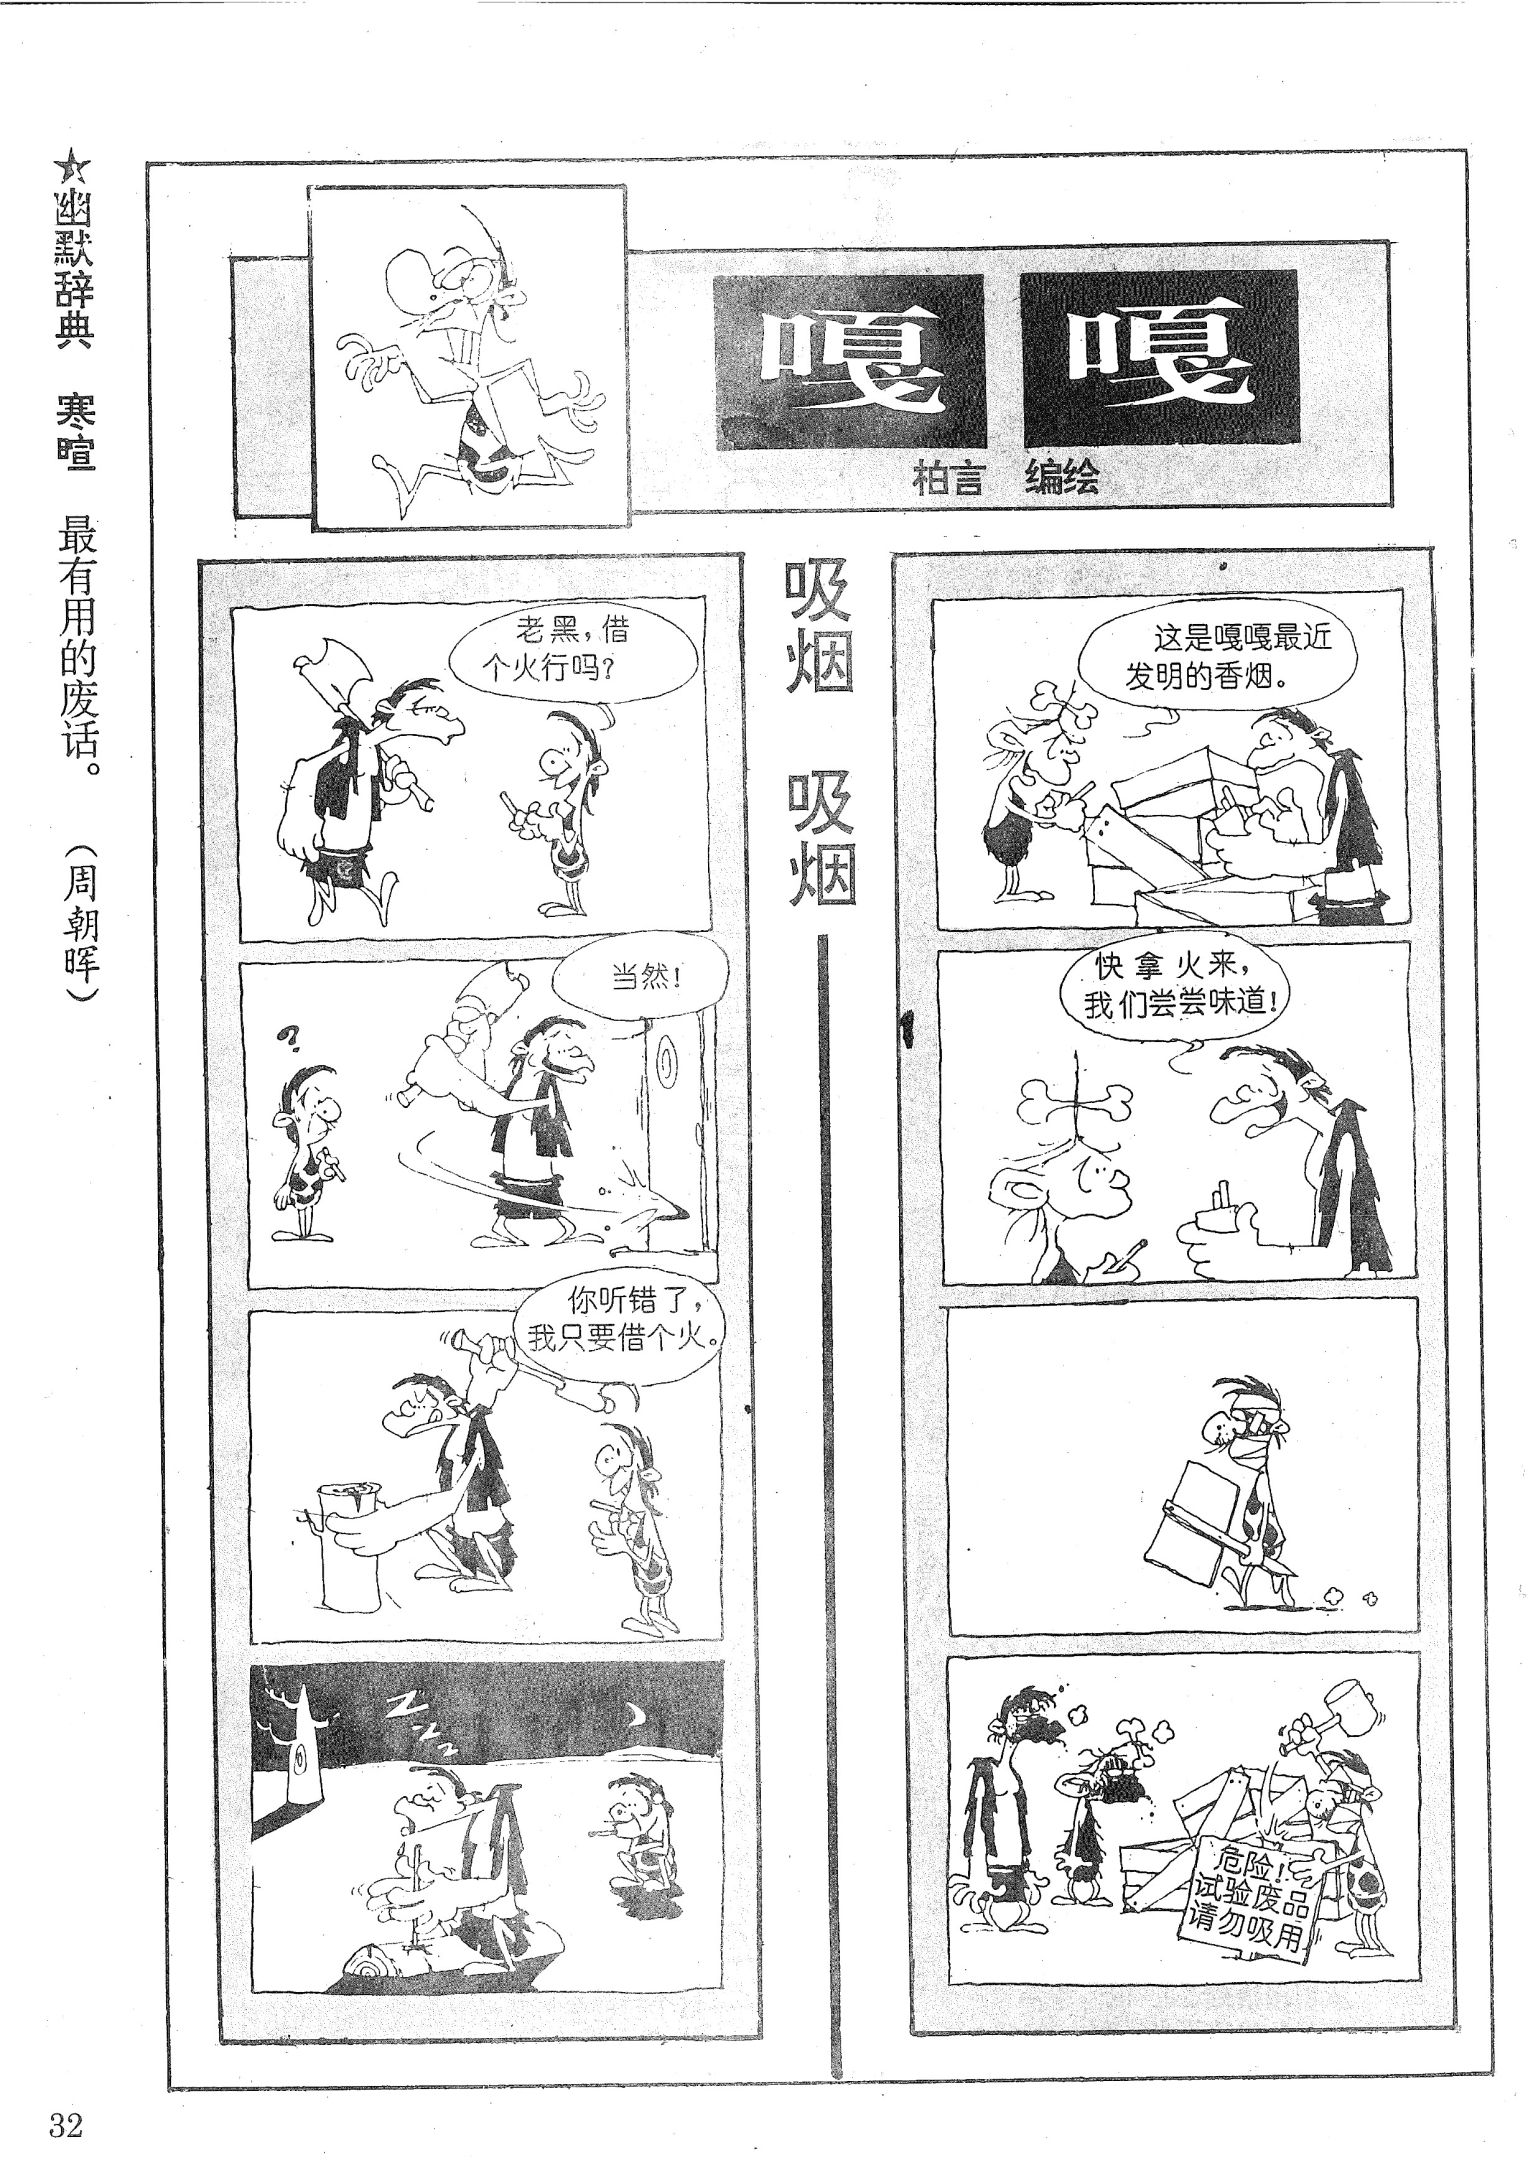 ★幽默辞典 寒暄 最有用的废话。 （周朝晖）
嘎 嘎
柏言 编绘
吸烟 吸烟
老黑，借
个火行吗？
当然！
你听错了，
我只要借个火。
Z Z Z Z
这是嘎嘎最近
发明的香烟。
快拿火来，
我们尝尝味道！
危险！
试验废品
请勿吸用
32